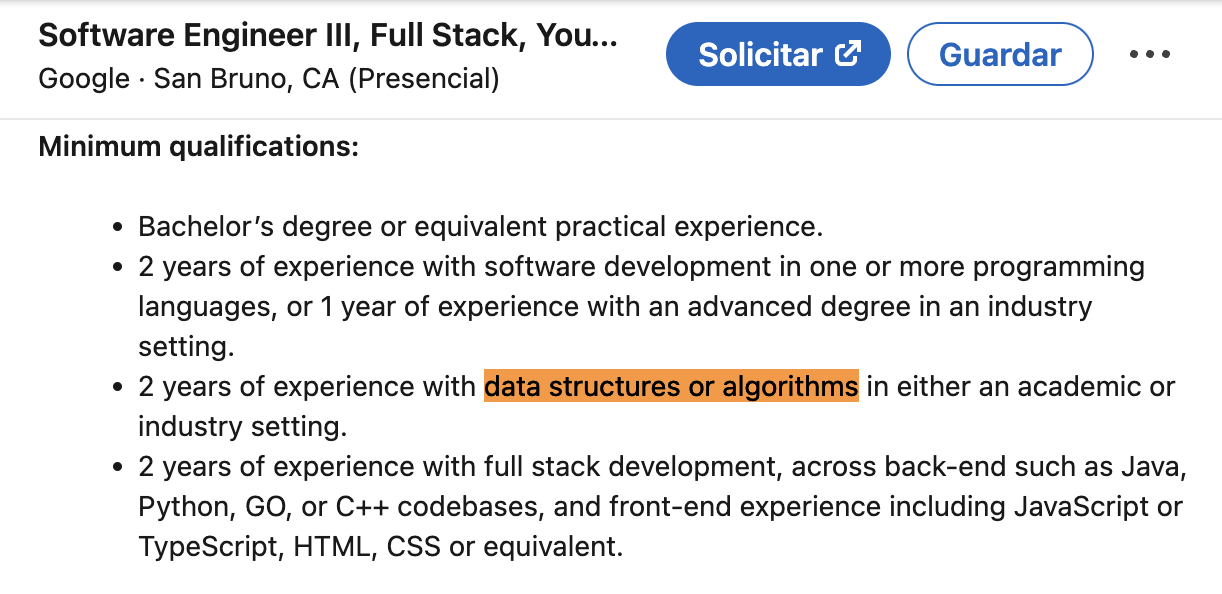 Software Engineer III, Full Stack, You...
Solicitar
Guardar
Google · San Bruno, CA (Presencial)
Minimum qualifications:
• Bachelor’s degree or equivalent practical experience.
• 2 years of experience with software development in one or more programming
languages, or 1 year of experience with an advanced degree in an industry
setting.
• 2 years of experience with data structures or algorithms in either an academic or
industry setting.
• 2 years of experience with full stack development, across back-end such as Java,
Python, GO, or C++ codebases, and front-end experience including JavaScript or
TypeScript, HTML, CSS or equivalent.